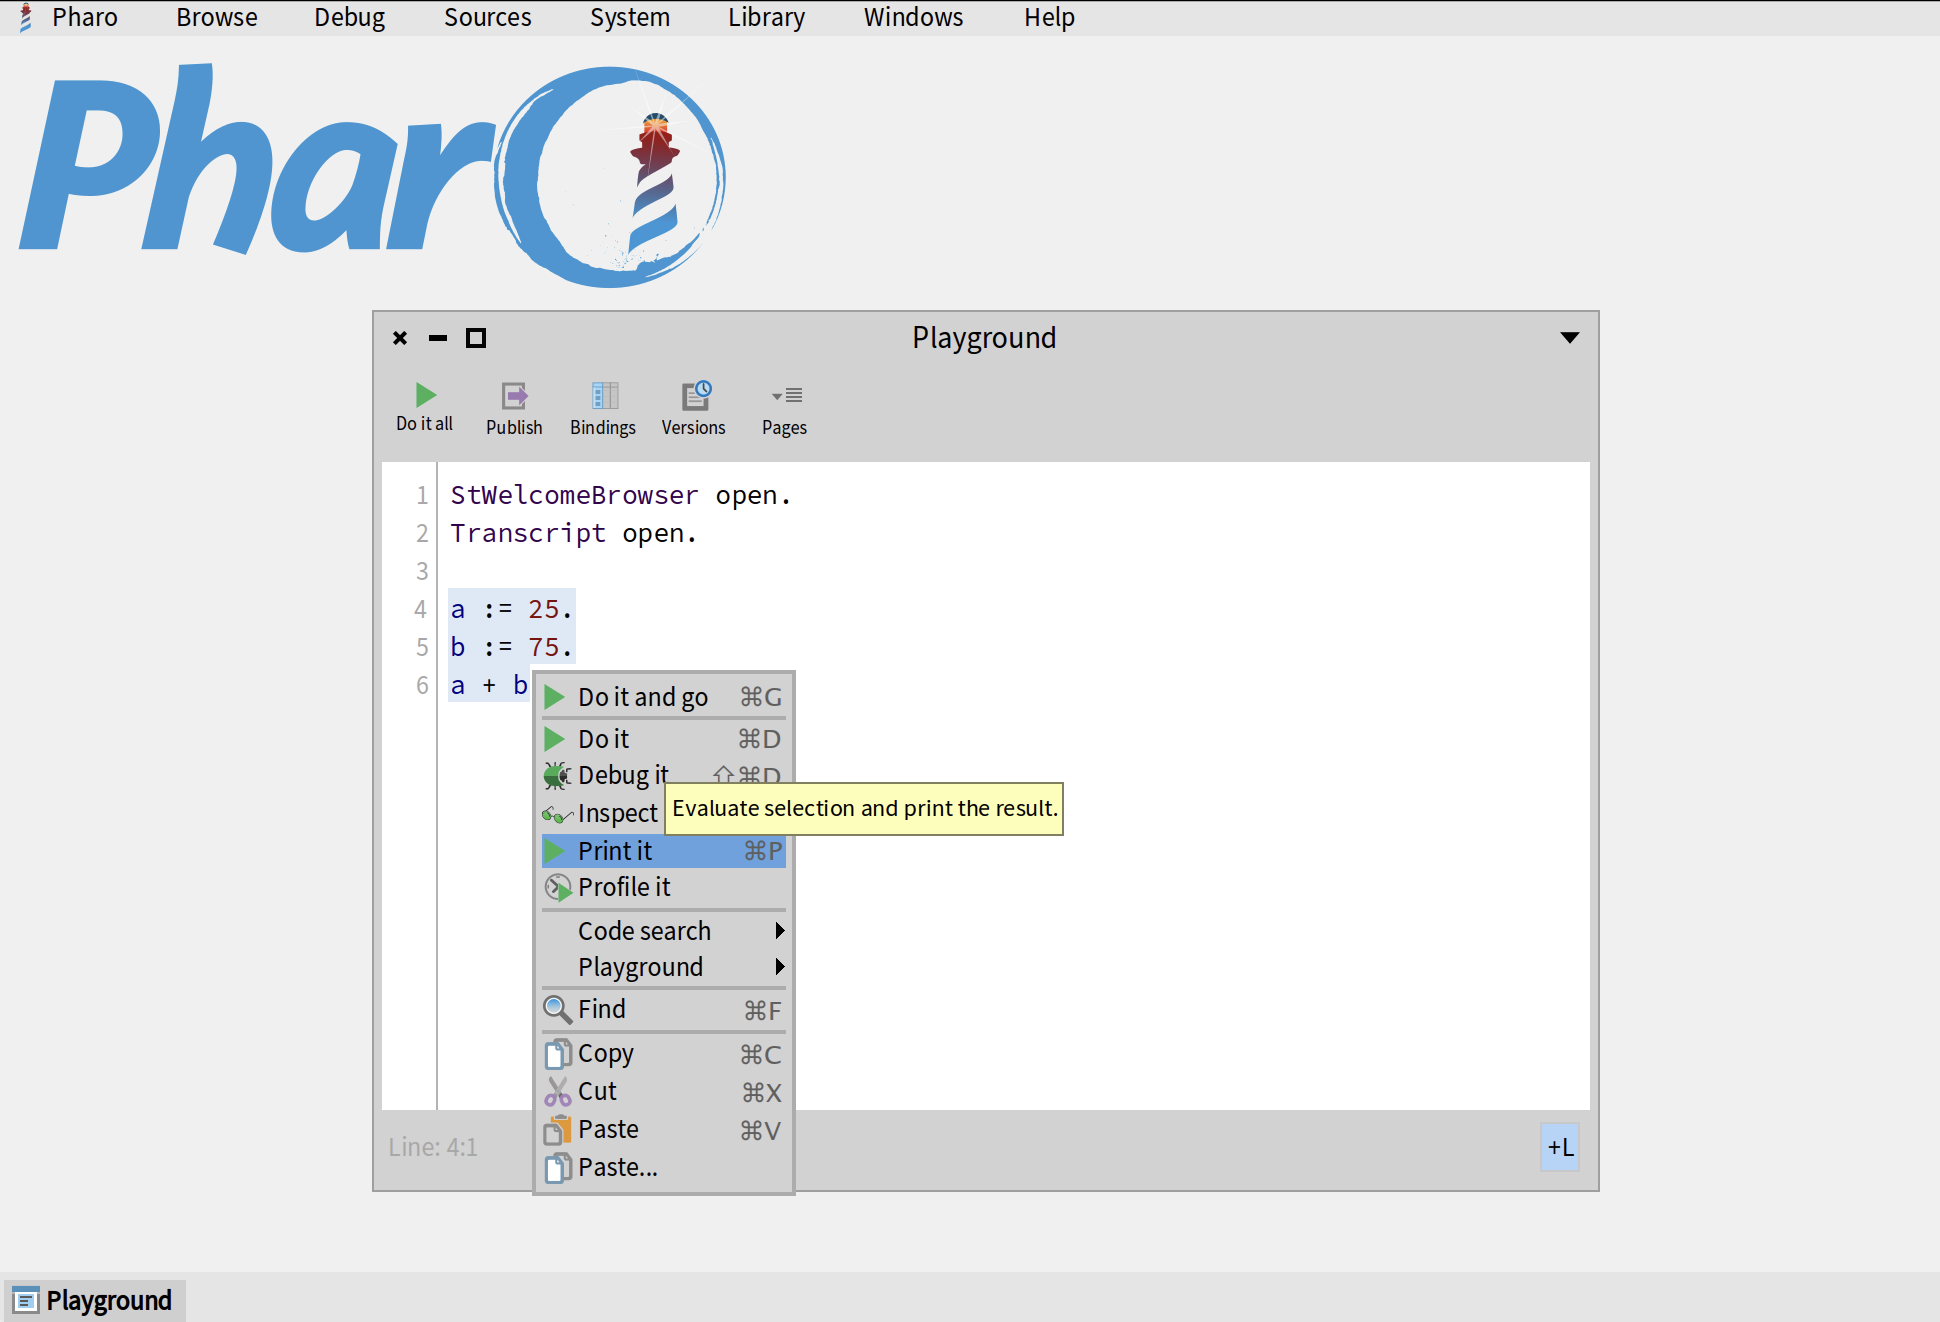 Pharo Browse Debug Sources System Library Windows Help
Pharo
Playground
Do it all Publish Bindings Versions Pages
1 StWelcomeBrowser open.
2 Transcript open.
3
4 a := 25.
5 b := 75.
6 a + b
Do it and go ⌘G
Do it ⌘D
Debug it ⇧⌘D
Inspect
Evaluate selection and print the result.
Print it ⌘P
Profile it
Code search
Playground
Find ⌘F
Copy ⌘C
Cut ⌘X
Paste ⌘V
Paste...
Line: 4:1
+L
Playground